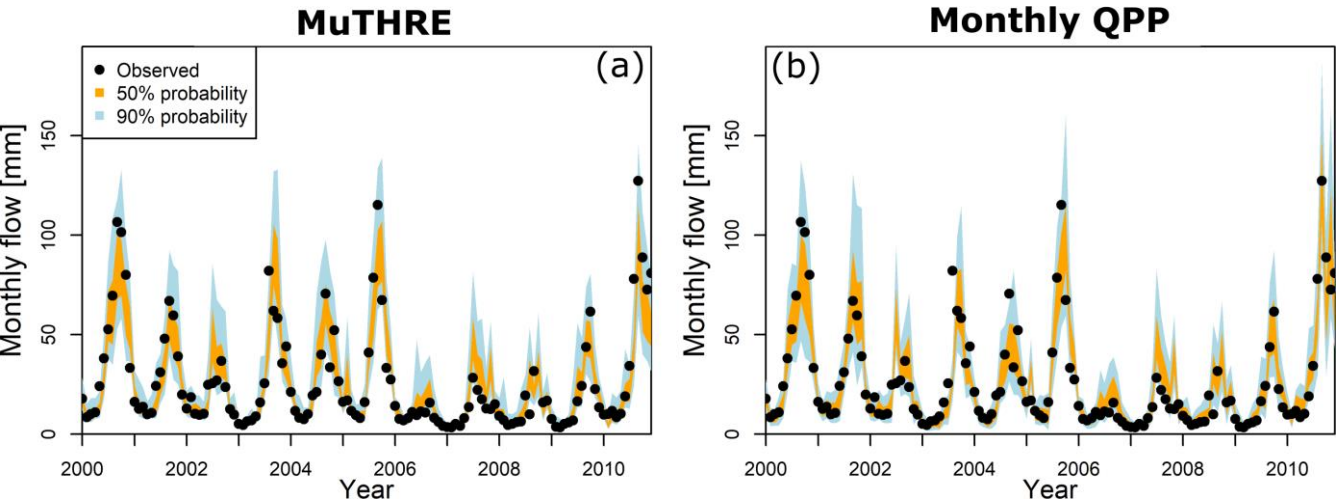 MuTHRE
(a)
Observed
50% probability
90% probability
Monthly flow [mm]
150
100
50
0
2000 2002 2004 2006 2008 2010
Year
Monthly QPP
(b)
Monthly flow [mm]
150
100
50
0
2000 2002 2004 2006 2008 2010
Year